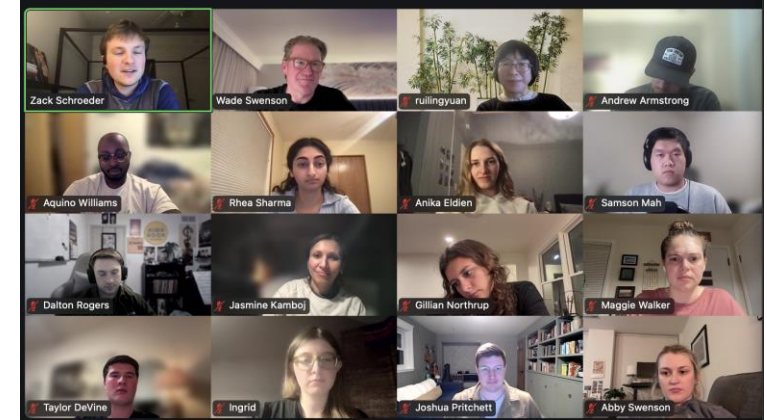 Zack Schroeder
Wade Swenson
ruilingyuan
Andrew Armstrong
Aquino Williams
Rhea Sharma
Anika Eldien
Samson Mah
Dalton Rogers
Jasmine Kamboj
Gillian Northrup
Maggie Walker
Taylor DeVine
Ingrid
Joshua Pritchett
Abby Swenson